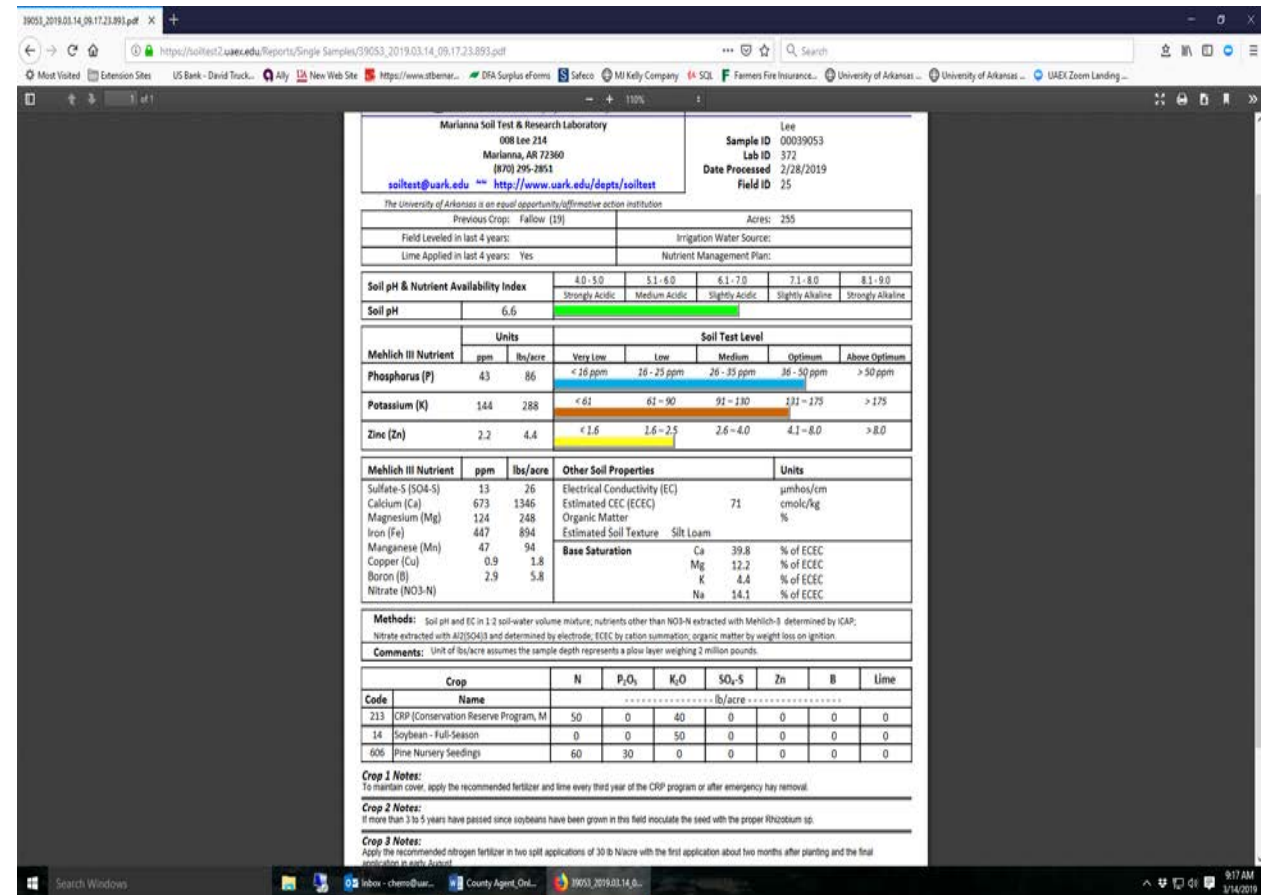 39053_2019.03.14_09.17.23.893.pdf × +
https://soiltest2.uaex.edu/Reports/Single Samples/39053_2019.03.14_09.17.23.893.pdf ... Search
Most Visited Extension Sites US Bank - David Truck... Ally New Web Site https://www.stbernar... DFA Surplus eForms Safeco MJ Kelly Company SQL Farmers Fire Insurance... University of Arkansas ... University of Arkansas ... UAEX Zoom Landing ...
1 of 1 − + 110%
Marianna Soil Test & Research Laboratory Lee
008 Lee 214 Sample ID 00039053
Marianna, AR 72360 Lab ID 372
(870) 295-2851 Date Processed 2/28/2019
soiltest@uark.edu http://www.uark.edu/depts/soiltest Field ID 25
The University of Arkansas is an equal opportunity/affirmative action institution
Previous Crop: Fallow (19) Acres: 255
Field Leveled in last 4 years: Irrigation Water Source:
Lime Applied in last 4 years: Yes Nutrient Management Plan:
Soil pH & Nutrient Availability Index 4.0 - 5.0 5.1 - 6.0 6.1 - 7.0 7.1 - 8.0 8.1 - 9.0
Strongly Acidic Medium Acidic Slightly Acidic Slightly Alkaline Strongly Alkaline
Soil pH 6.6
Units Soil Test Level
Mehlich III Nutrient ppm lbs/acre Very Low Low Medium Optimum Above Optimum
Phosphorus (P) 43 86 < 16 ppm 16 - 25 ppm 26 - 35 ppm 36 - 50 ppm > 50 ppm
Potassium (K) 144 288 < 61 61 – 90 91 – 130 131 – 175 > 175
Zinc (Zn) 2.2 4.4 < 1.6 1.6 – 2.5 2.6 – 4.0 4.1 – 8.0 > 8.0
Mehlich III Nutrient ppm lbs/acre Other Soil Properties Units
Sulfate-S (SO4-S) 13 26 Electrical Conductivity (EC) µmhos/cm
Calcium (Ca) 673 1346 Estimated CEC (ECEC) 71 cmolc/kg
Magnesium (Mg) 124 248 Organic Matter %
Iron (Fe) 447 894 Estimated Soil Texture Silt Loam
Manganese (Mn) 47 94 Base Saturation Ca 39.8 % of ECEC
Copper (Cu) 0.9 1.8 Mg 12.2 % of ECEC
Boron (B) 2.9 5.8 K 4.4 % of ECEC
Nitrate (NO3-N) Na 14.1 % of ECEC
Methods: Soil pH and EC in 1:2 soil-water volume mixture; nutrients other than NO3-N extracted with Mehlich-3 determined by ICAP;
Nitrate extracted with Al2(SO4)3 and determined by electrode; ECEC by cation summation; organic matter by weight loss on ignition.
Comments: Unit of lbs/acre assumes the sample depth represents a plow layer weighing 2 million pounds.
Crop N P₂O₅ K₂O SO₄-S Zn B Lime
Code Name - - - - - - - - - - - - - - - - lb/acre - - - - - - - - - - - - - - - - -
213 CRP (Conservation Reserve Program, M 50 0 40 0 0 0 0
14 Soybean - Full-Season 0 0 50 0 0 0 0
606 Pine Nursery Seedings 60 30 0 0 0 0 0
Crop 1 Notes:
To maintain cover, apply the recommended fertilizer and lime every third year of the CRP program or after emergency hay removal.
Crop 2 Notes:
If more than 3 to 5 years have passed since soybeans have been grown in this field inoculate the seed with the proper Rhizobium sp.
Crop 3 Notes:
Apply the recommended nitrogen fertilizer in two split applications of 30 lb N/acre with the first application about two months after planting and the final
application in early August
Search Windows Inbox - cherro@uar... County Agent_Onl... 39053_2019.03.14_0... 9:17 AM
3/14/2019